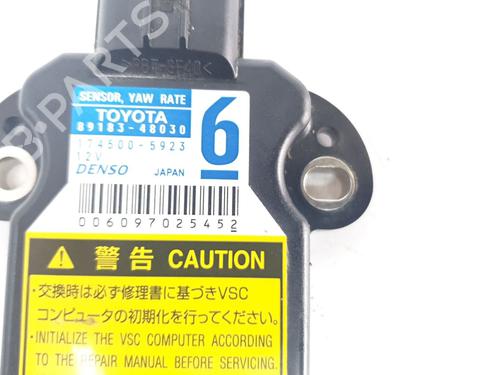 >PBT-GF40<
SENSOR, YAW RATE
TOYOTA
89183-48030
6
174500-5923
12V
DENSO JAPAN
006097025452
警告 CAUTION
・交換時は必ず修理書に基づきVSC
コンピュータの初期化を行ってください。
・INITIALIZE THE VSC COMPUTER ACCORDING
TO THE REPAIR MANUAL BEFORE SERVICING.